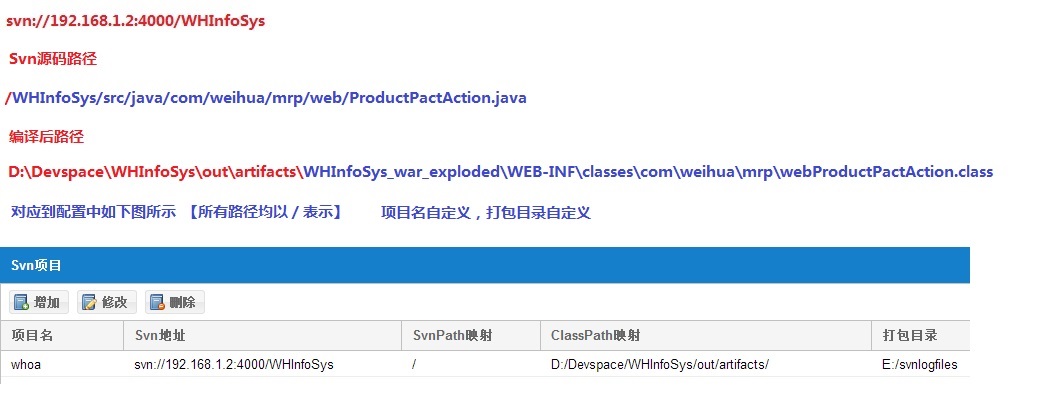 svn://192.168.1.2:4000/WHInfoSys
Svn源码路径
/WHInfoSys/src/java/com/weihua/mrp/web/ProductPactAction.java
编译后路径
D:\Devspace\WHInfoSys\out\artifacts\WHInfoSys_war_exploded\WEB-INF\classes\com\weihua\mrp\webProductPactAction.class
对应到配置中如下图所示 【所有路径均以 / 表示】 项目名自定义，打包目录自定义
Svn项目
增加 修改 删除
项目名 Svn地址 SvnPath映射 ClassPath映射 打包目录
whoa svn://192.168.1.2:4000/WHInfoSys / D:/Devspace/WHInfoSys/out/artifacts/ E:/svnlogfiles